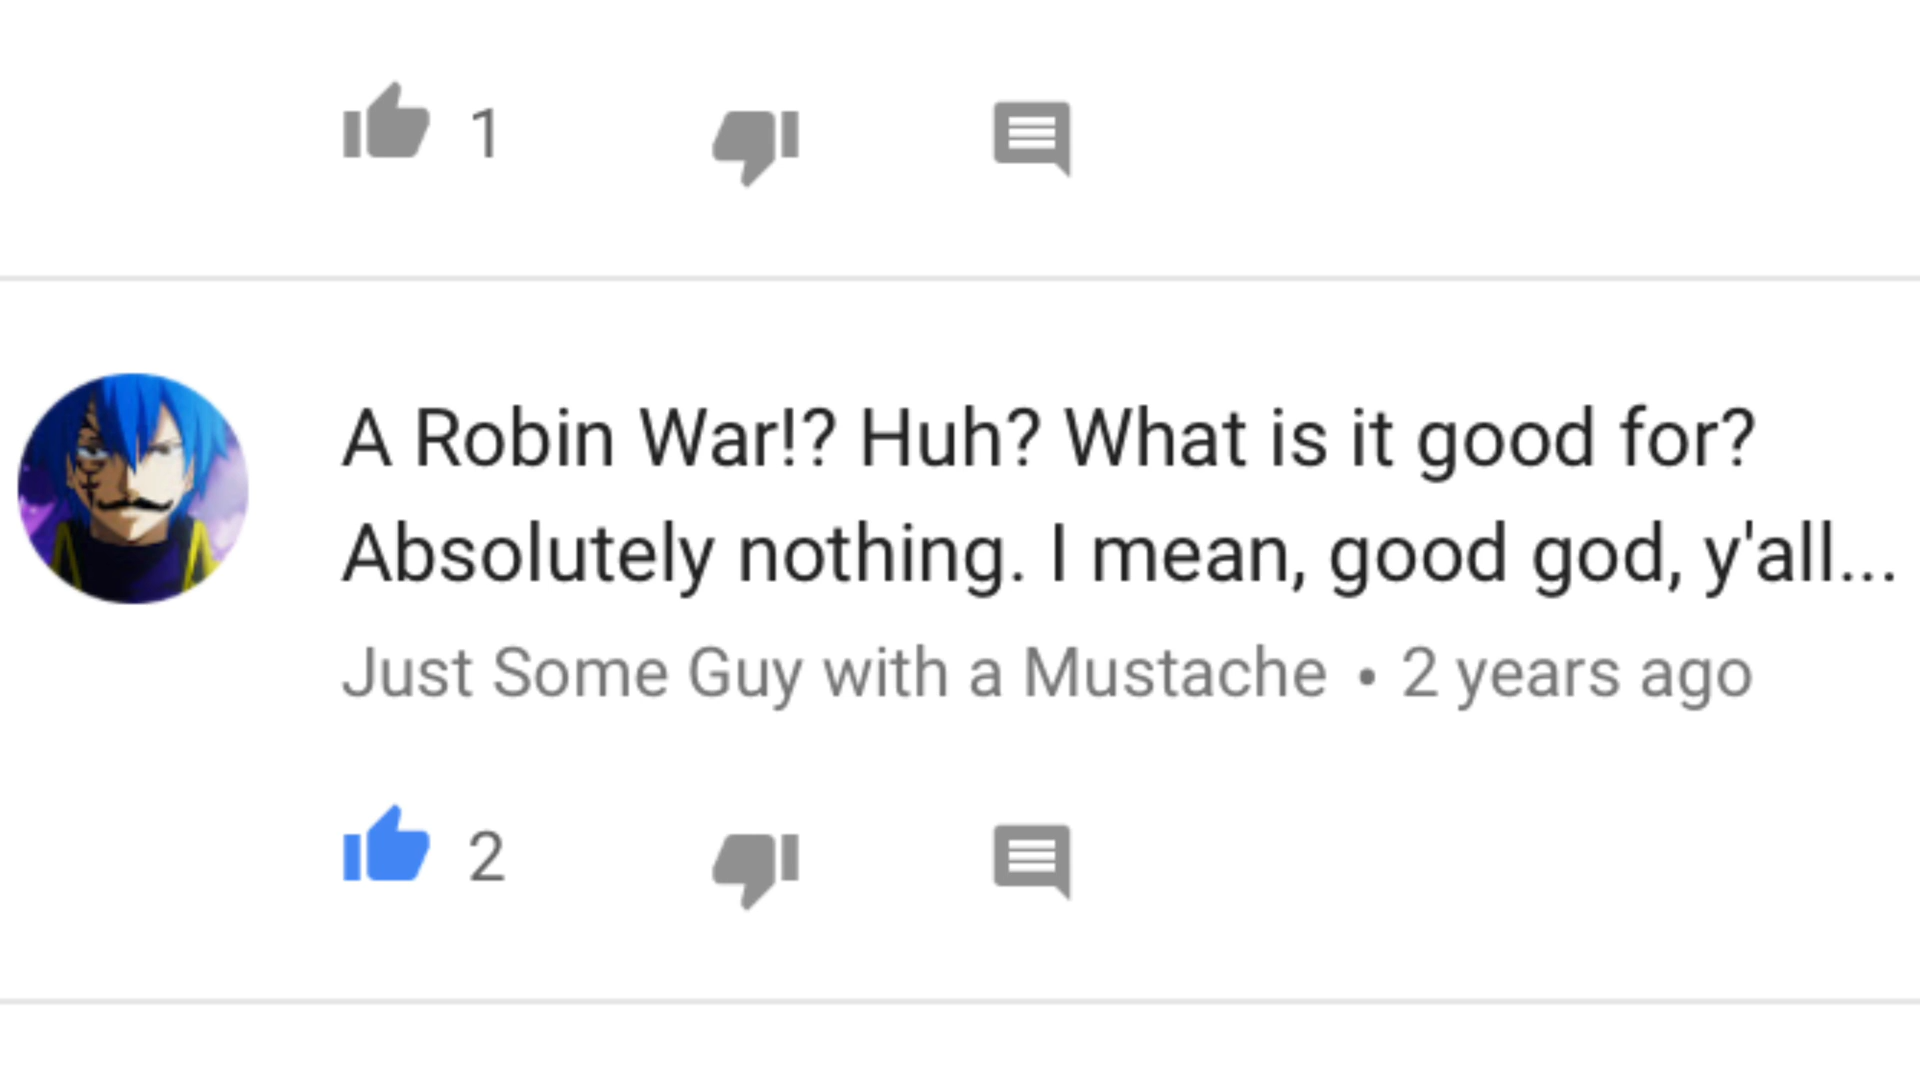 1
A Robin War!? Huh? What is it good for?
Absolutely nothing. I mean, good god, y'all...
Just Some Guy with a Mustache • 2 years ago
2